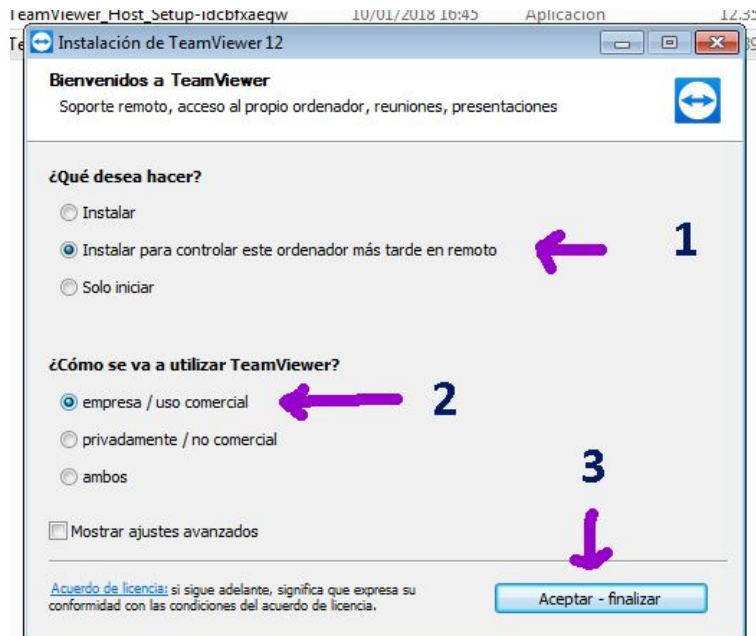 TeamViewer_Host_Setup-idcbfxaeqw 10/01/2018 16:45 Aplicación
Instalación de TeamViewer 12
Bienvenidos a TeamViewer
Soporte remoto, acceso al propio ordenador, reuniones, presentaciones
¿Qué desea hacer?
Instalar
Instalar para controlar este ordenador más tarde en remoto
1
Solo iniciar
¿Cómo se va a utilizar TeamViewer?
empresa / uso comercial
2
privadamente / no comercial
ambos
3
Mostrar ajustes avanzados
Acuerdo de licencia: si sigue adelante, significa que expresa su
conformidad con las condiciones del acuerdo de licencia.
Aceptar - finalizar